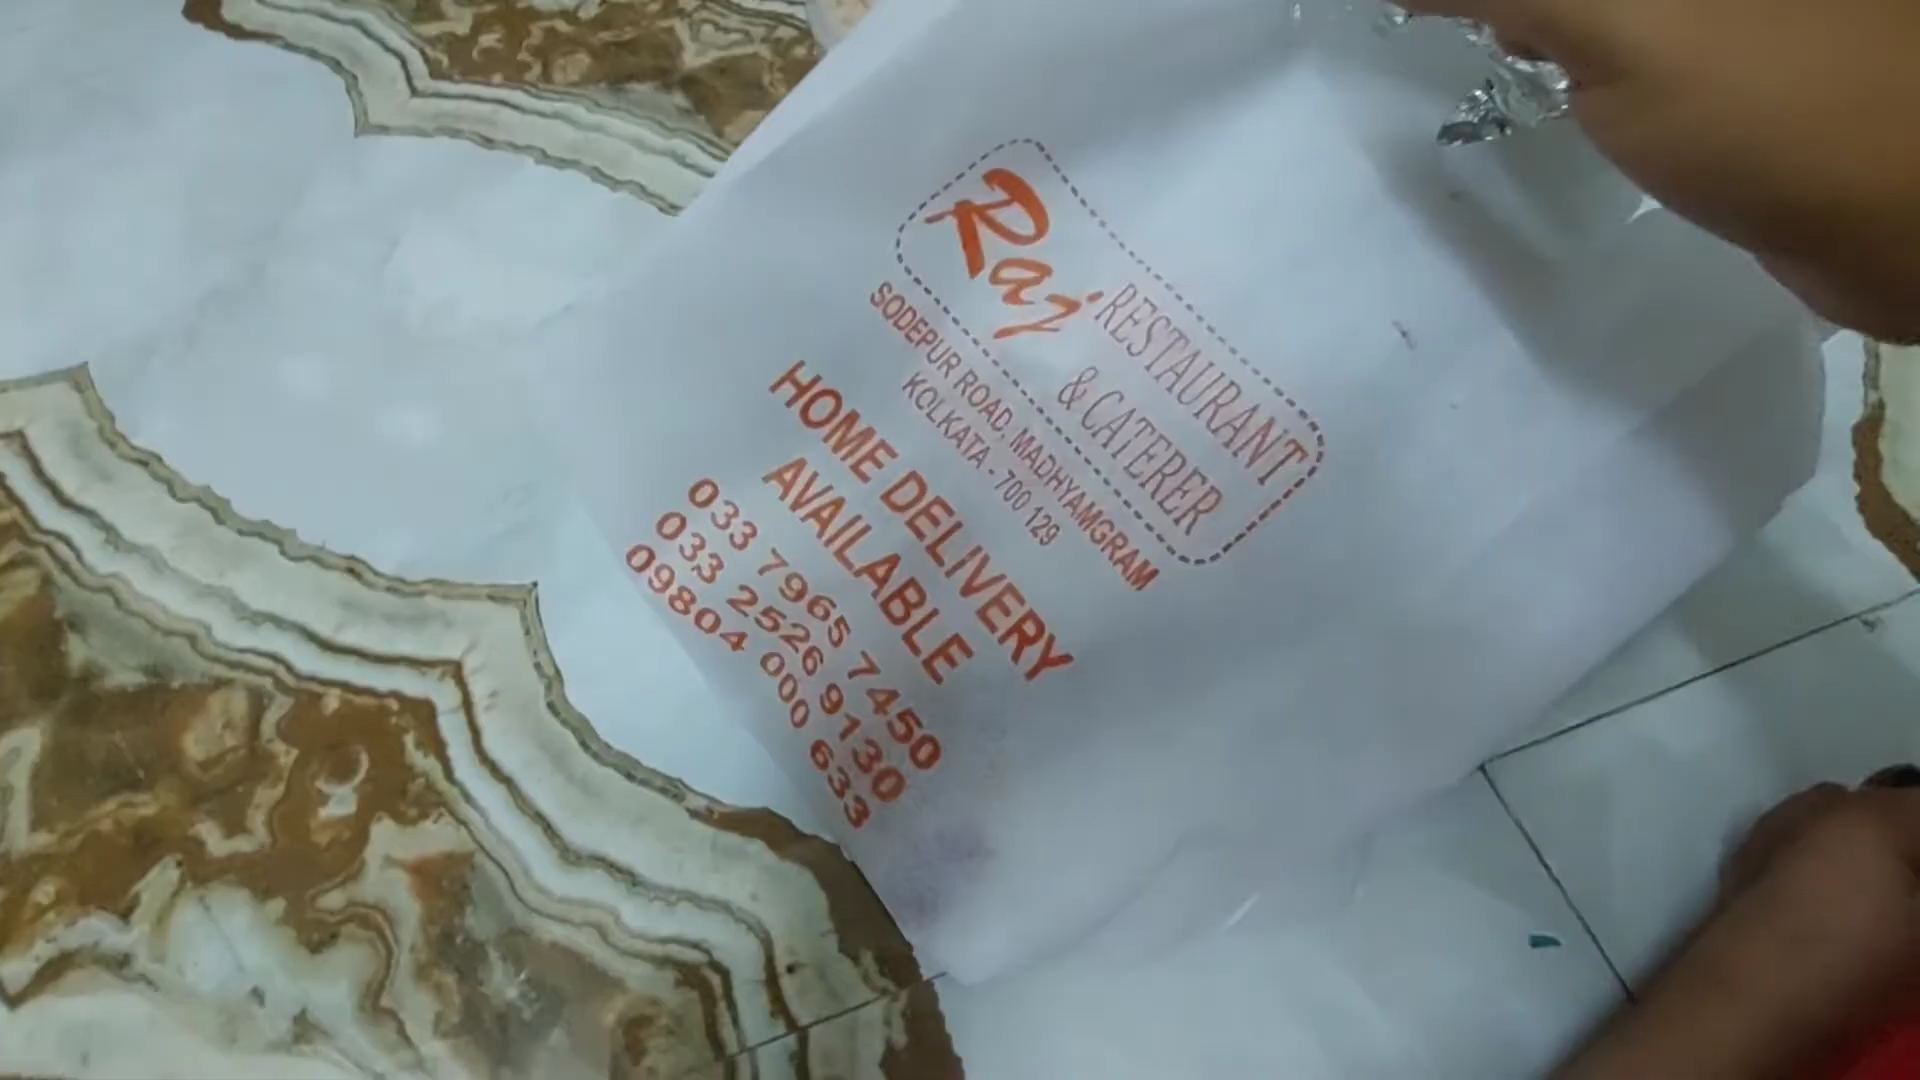 Raj RESTAURANT
& CATERER
SODEPUR ROAD, MADHYAMGRAM
KOLKATA - 700 129
HOME DELIVERY
AVAILABLE
033 7965 7450
033 2526 9130
09804 000 633